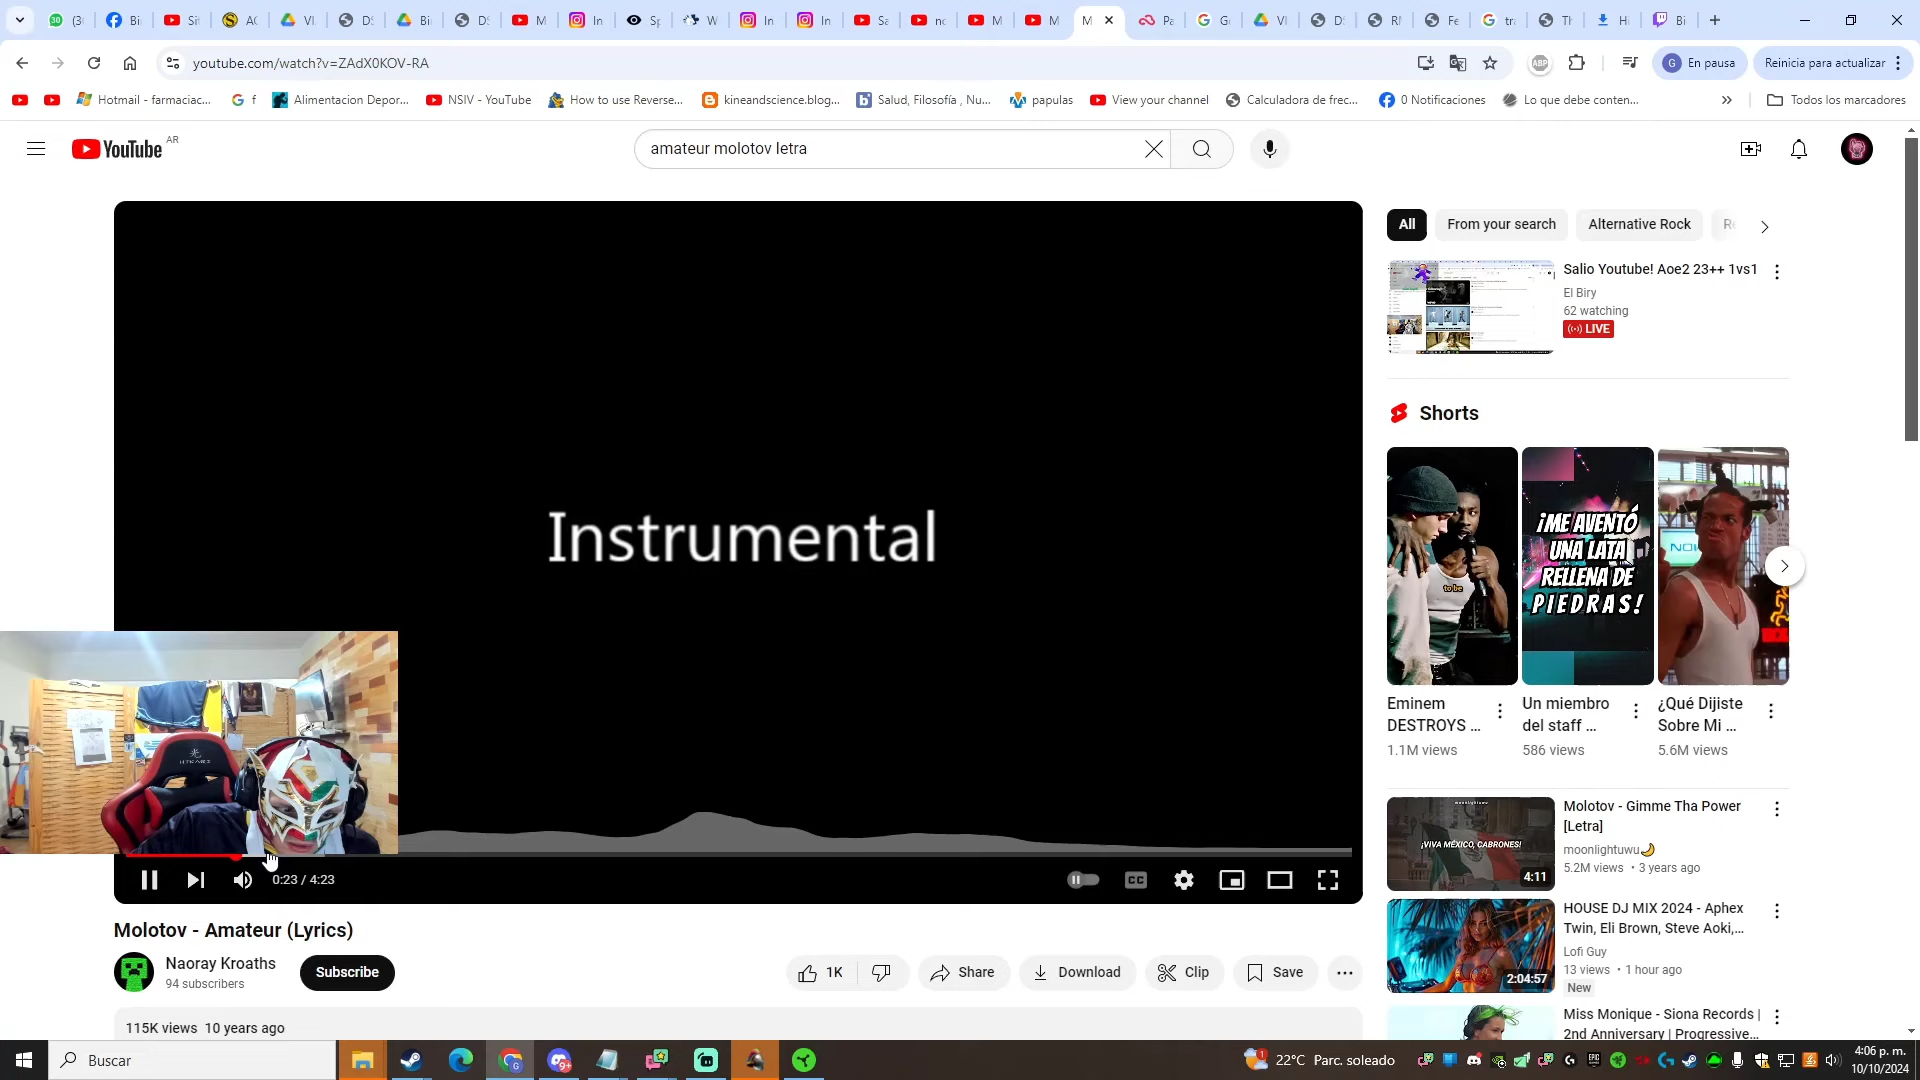 youtube.com/watch?v=ZAdX0KOV-RA
En pausa
Reinicia para actualizar
Hotmail - farmaciac...
f
Alimentacion Depor...
NSIV - YouTube
How to use Reverse...
kineandscience.blog...
Salud, Filosofía , Nu...
papulas
View your channel
Calculadora de frec...
0 Notificaciones
Lo que debe conten...
Todos los marcadores
YouTube AR
amateur molotov letra
Instrumental
0:23 / 4:23
Molotov - Amateur (Lyrics)
Naoray Kroaths
94 subscribers
Subscribe
1K
Share
Download
Clip
Save
115K views 10 years ago
All
From your search
Alternative Rock
Salio Youtube! Aoe2 23++ 1vs1
El Biry
62 watching
LIVE
Shorts
to be
¡ME AVENTÓ
UNA LATA
RELLENA DE
PIEDRAS!
Eminem
DESTROYS ...
1.1M views
Un miembro
del staff ...
586 views
¿Qué Dijiste
Sobre Mi ...
5.6M views
¡VIVA MÉXICO, CABRONES!
4:11
Molotov - Gimme Tha Power
[Letra]
moonlightuwu🌙
5.2M views • 3 years ago
2:04:57
HOUSE DJ MIX 2024 - Aphex
Twin, Eli Brown, Steve Aoki,...
Lofi Guy
13 views • 1 hour ago
New
Miss Monique - Siona Records |
2nd Anniversary | Progressive...
Buscar
22°C Parc. soleado
4:06 p. m.
10/10/2024